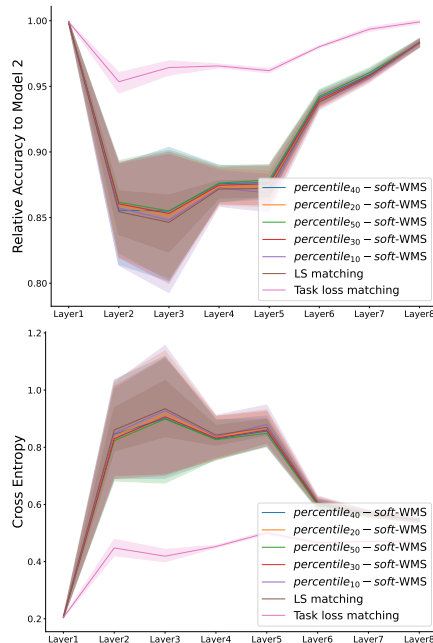 Relative Accuracy to Model 2
1.00
0.95
0.90
0.85
0.80
percentile40 − soft-WMS
percentile20 − soft-WMS
percentile50 − soft-WMS
percentile30 − soft-WMS
percentile10 − soft-WMS
LS matching
Task loss matching
Layer1 Layer2 Layer3 Layer4 Layer5 Layer6 Layer7 Layer8
Cross Entropy
1.2
1.0
0.8
0.6
0.4
0.2
percentile40 − soft-WMS
percentile20 − soft-WMS
percentile50 − soft-WMS
percentile30 − soft-WMS
percentile10 − soft-WMS
LS matching
Task loss matching
Layer1 Layer2 Layer3 Layer4 Layer5 Layer6 Layer7 Layer8